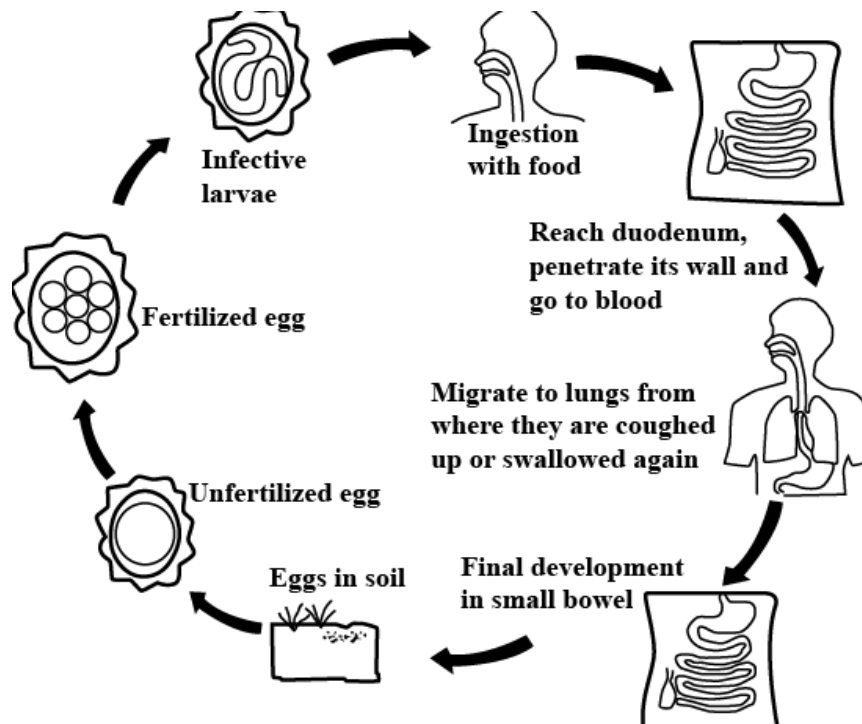 Infective
larvae
Ingestion
with food
Reach duodenum,
penetrate its wall and
go to blood
Fertilized egg
Migrate to lungs from
where they are coughed
up or swallowed again
Unfertilized egg
Eggs in soil
Final development
in small bowel